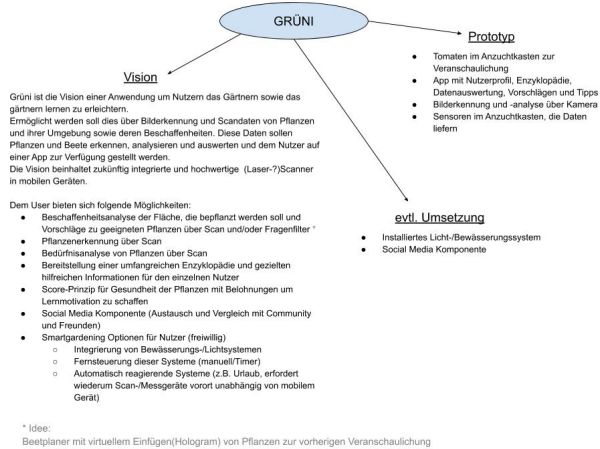 GRÜNI
Vision
Grüni ist die Vision einer Anwendung um Nutzern das Gärtnern sowie das
gärtnern lernen zu erleichtern.
Ermöglicht werden soll dies über Bilderkennung und Scandaten von Pflanzen
und ihrer Umgebung sowie deren Beschaffenheiten. Diese Daten sollen
Pflanzen und Beete erkennen, analysieren und auswerten und dem Nutzer auf
einer App zur Verfügung gestellt werden.
Die Vision beinhaltet zukünftig integrierte und hochwertige (Laser-?)Scanner
in mobilen Geräten.
Dem User bieten sich folgende Möglichkeiten:
● Beschaffenheitsanalyse der Fläche, die bepflanzt werden soll und
Vorschläge zu geeigneten Pflanzen über Scan und/oder Fragenfilter *
● Pflanzenerkennung über Scan
● Bedürfnisanalyse von Pflanzen über Scan
● Bereitstellung einer umfangreichen Enzyklopädie und gezielten
hilfreichen Informationen für den einzelnen Nutzer
● Score-Prinzip für Gesundheit der Pflanzen mit Belohnungen um
Lernmotivation zu schaffen
● Social Media Komponente (Austausch und Vergleich mit Community
und Freunden)
● Smartgardening Optionen für Nutzer (freiwillig)
○ Integrierung von Bewässerungs-/Lichtsystemen
○ Fernsteuerung dieser Systeme (manuell/Timer)
○ Automatisch reagierende Systeme (z.B. Urlaub, erfordert
wiederum Scan-/Messgeräte vorort unabhängig von mobilem
Gerät)
Prototyp
● Tomaten im Anzuchtkasten zur
Veranschaulichung
● App mit Nutzerprofil, Enzyklopädie,
Datenauswertung, Vorschlägen und Tipps
● Bilderkennung und -analyse über Kamera
● Sensoren im Anzuchtkasten, die Daten
liefern
evtl. Umsetzung
● Installiertes Licht-/Bewässerungssystem
● Social Media Komponente
* Idee:
Beetplaner mit virtuellem Einfügen(Hologram) von Pflanzen zur vorherigen Veranschaulichung